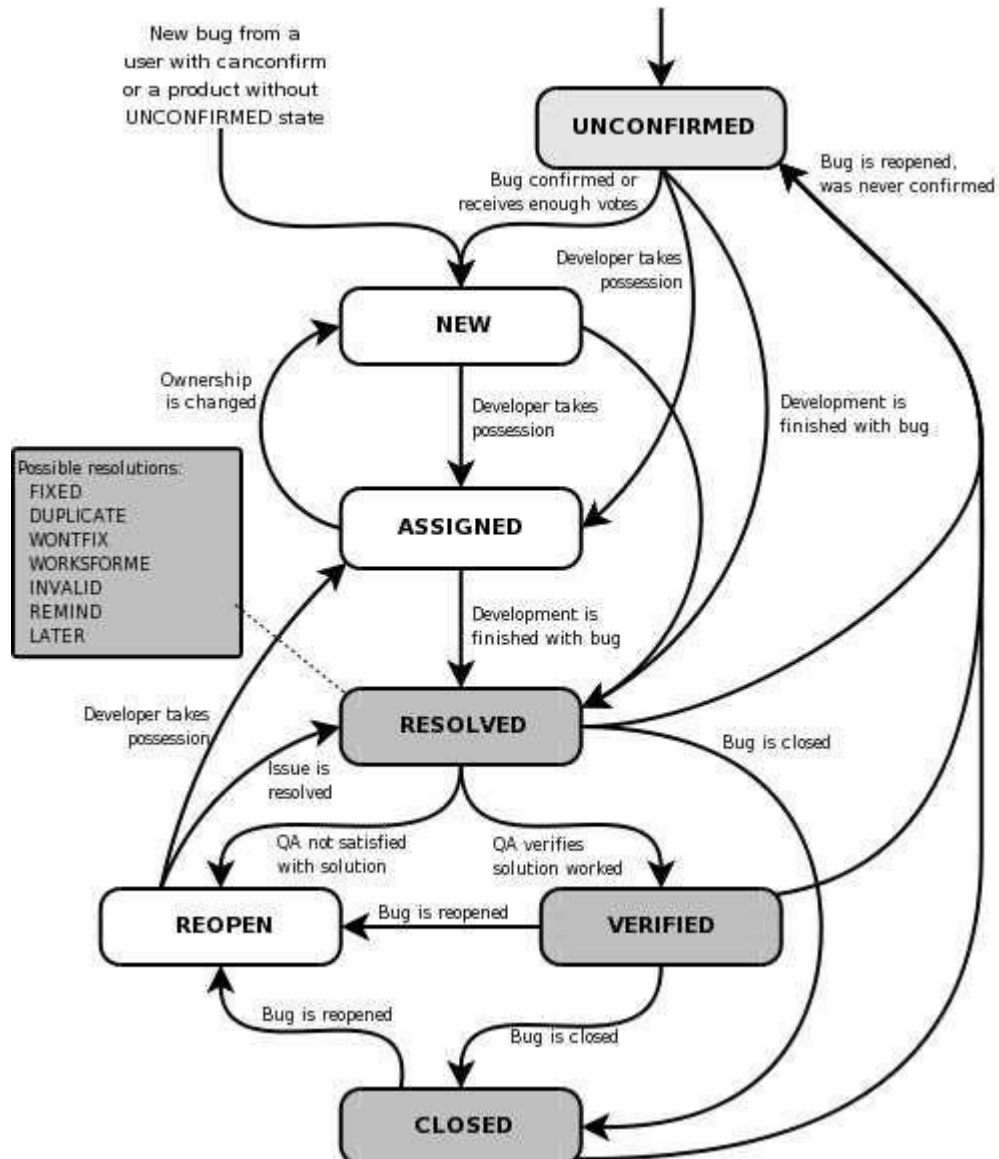 New bug from a
user with canconfirm
or a product without
UNCONFIRMED state
UNCONFIRMED
Bug is reopened,
was never confirmed
Bug confirmed or
receives enough votes
Developer takes
possession
NEW
Ownership
is changed
Developer takes
possession
Development is
finished with bug
Possible resolutions:
FIXED
DUPLICATE
WONTFIX
WORKSFORME
INVALID
REMIND
LATER
ASSIGNED
Development is
finished with bug
Developer takes
possession
RESOLVED
Bug is closed
Issue is
resolved
QA not satisfied
with solution
QA verifies
solution worked
REOPEN
Bug is reopened
VERIFIED
Bug is reopened
Bug is closed
CLOSED